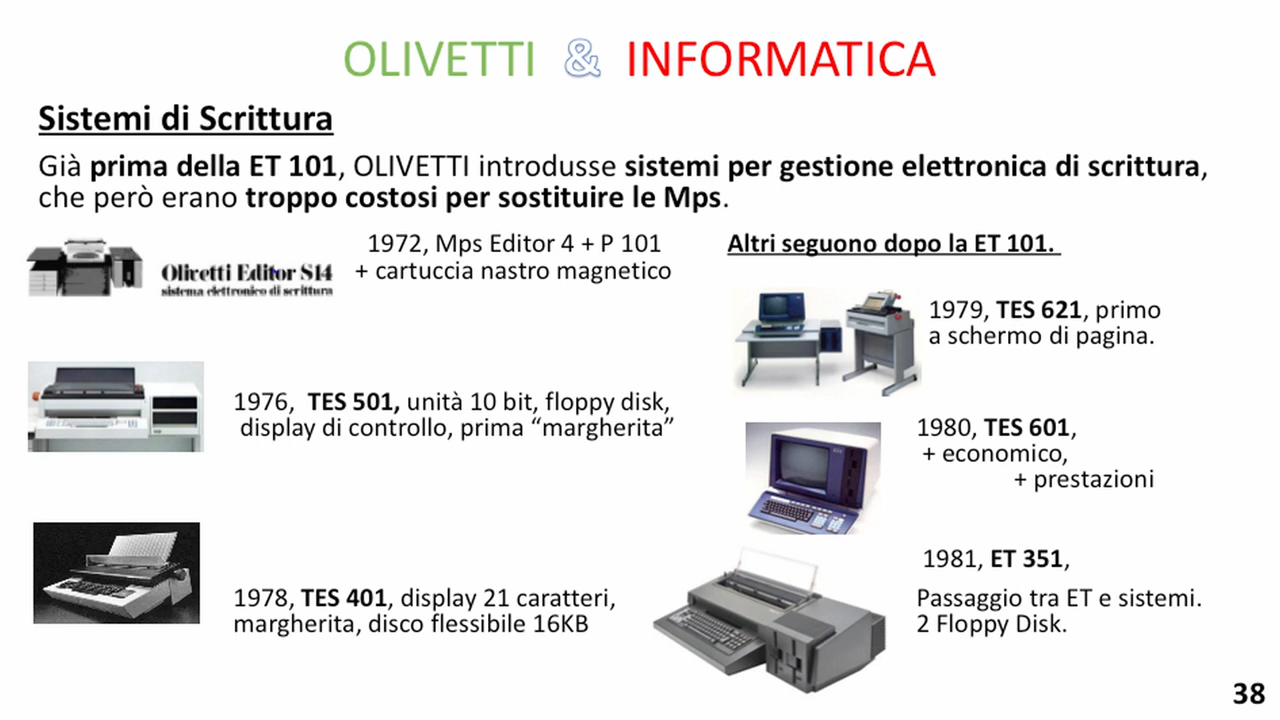 OLIVETTI & INFORMATICA
Sistemi di Scrittura
Già prima della ET 101, OLIVETTI introdusse sistemi per gestione elettronica di scrittura,
che però erano troppo costosi per sostituire le Mps.
Olivetti Editor S14
sistema elettronico di scrittura
1972, Mps Editor 4 + P 101
+ cartuccia nastro magnetico
1976, TES 501, unità 10 bit, floppy disk,
display di controllo, prima “margherita”
1978, TES 401, display 21 caratteri,
margherita, disco flessibile 16KB
Altri seguono dopo la ET 101.
1979, TES 621, primo
a schermo di pagina.
1980, TES 601,
+ economico,
+ prestazioni
1981, ET 351,
Passaggio tra ET e sistemi.
2 Floppy Disk.
38